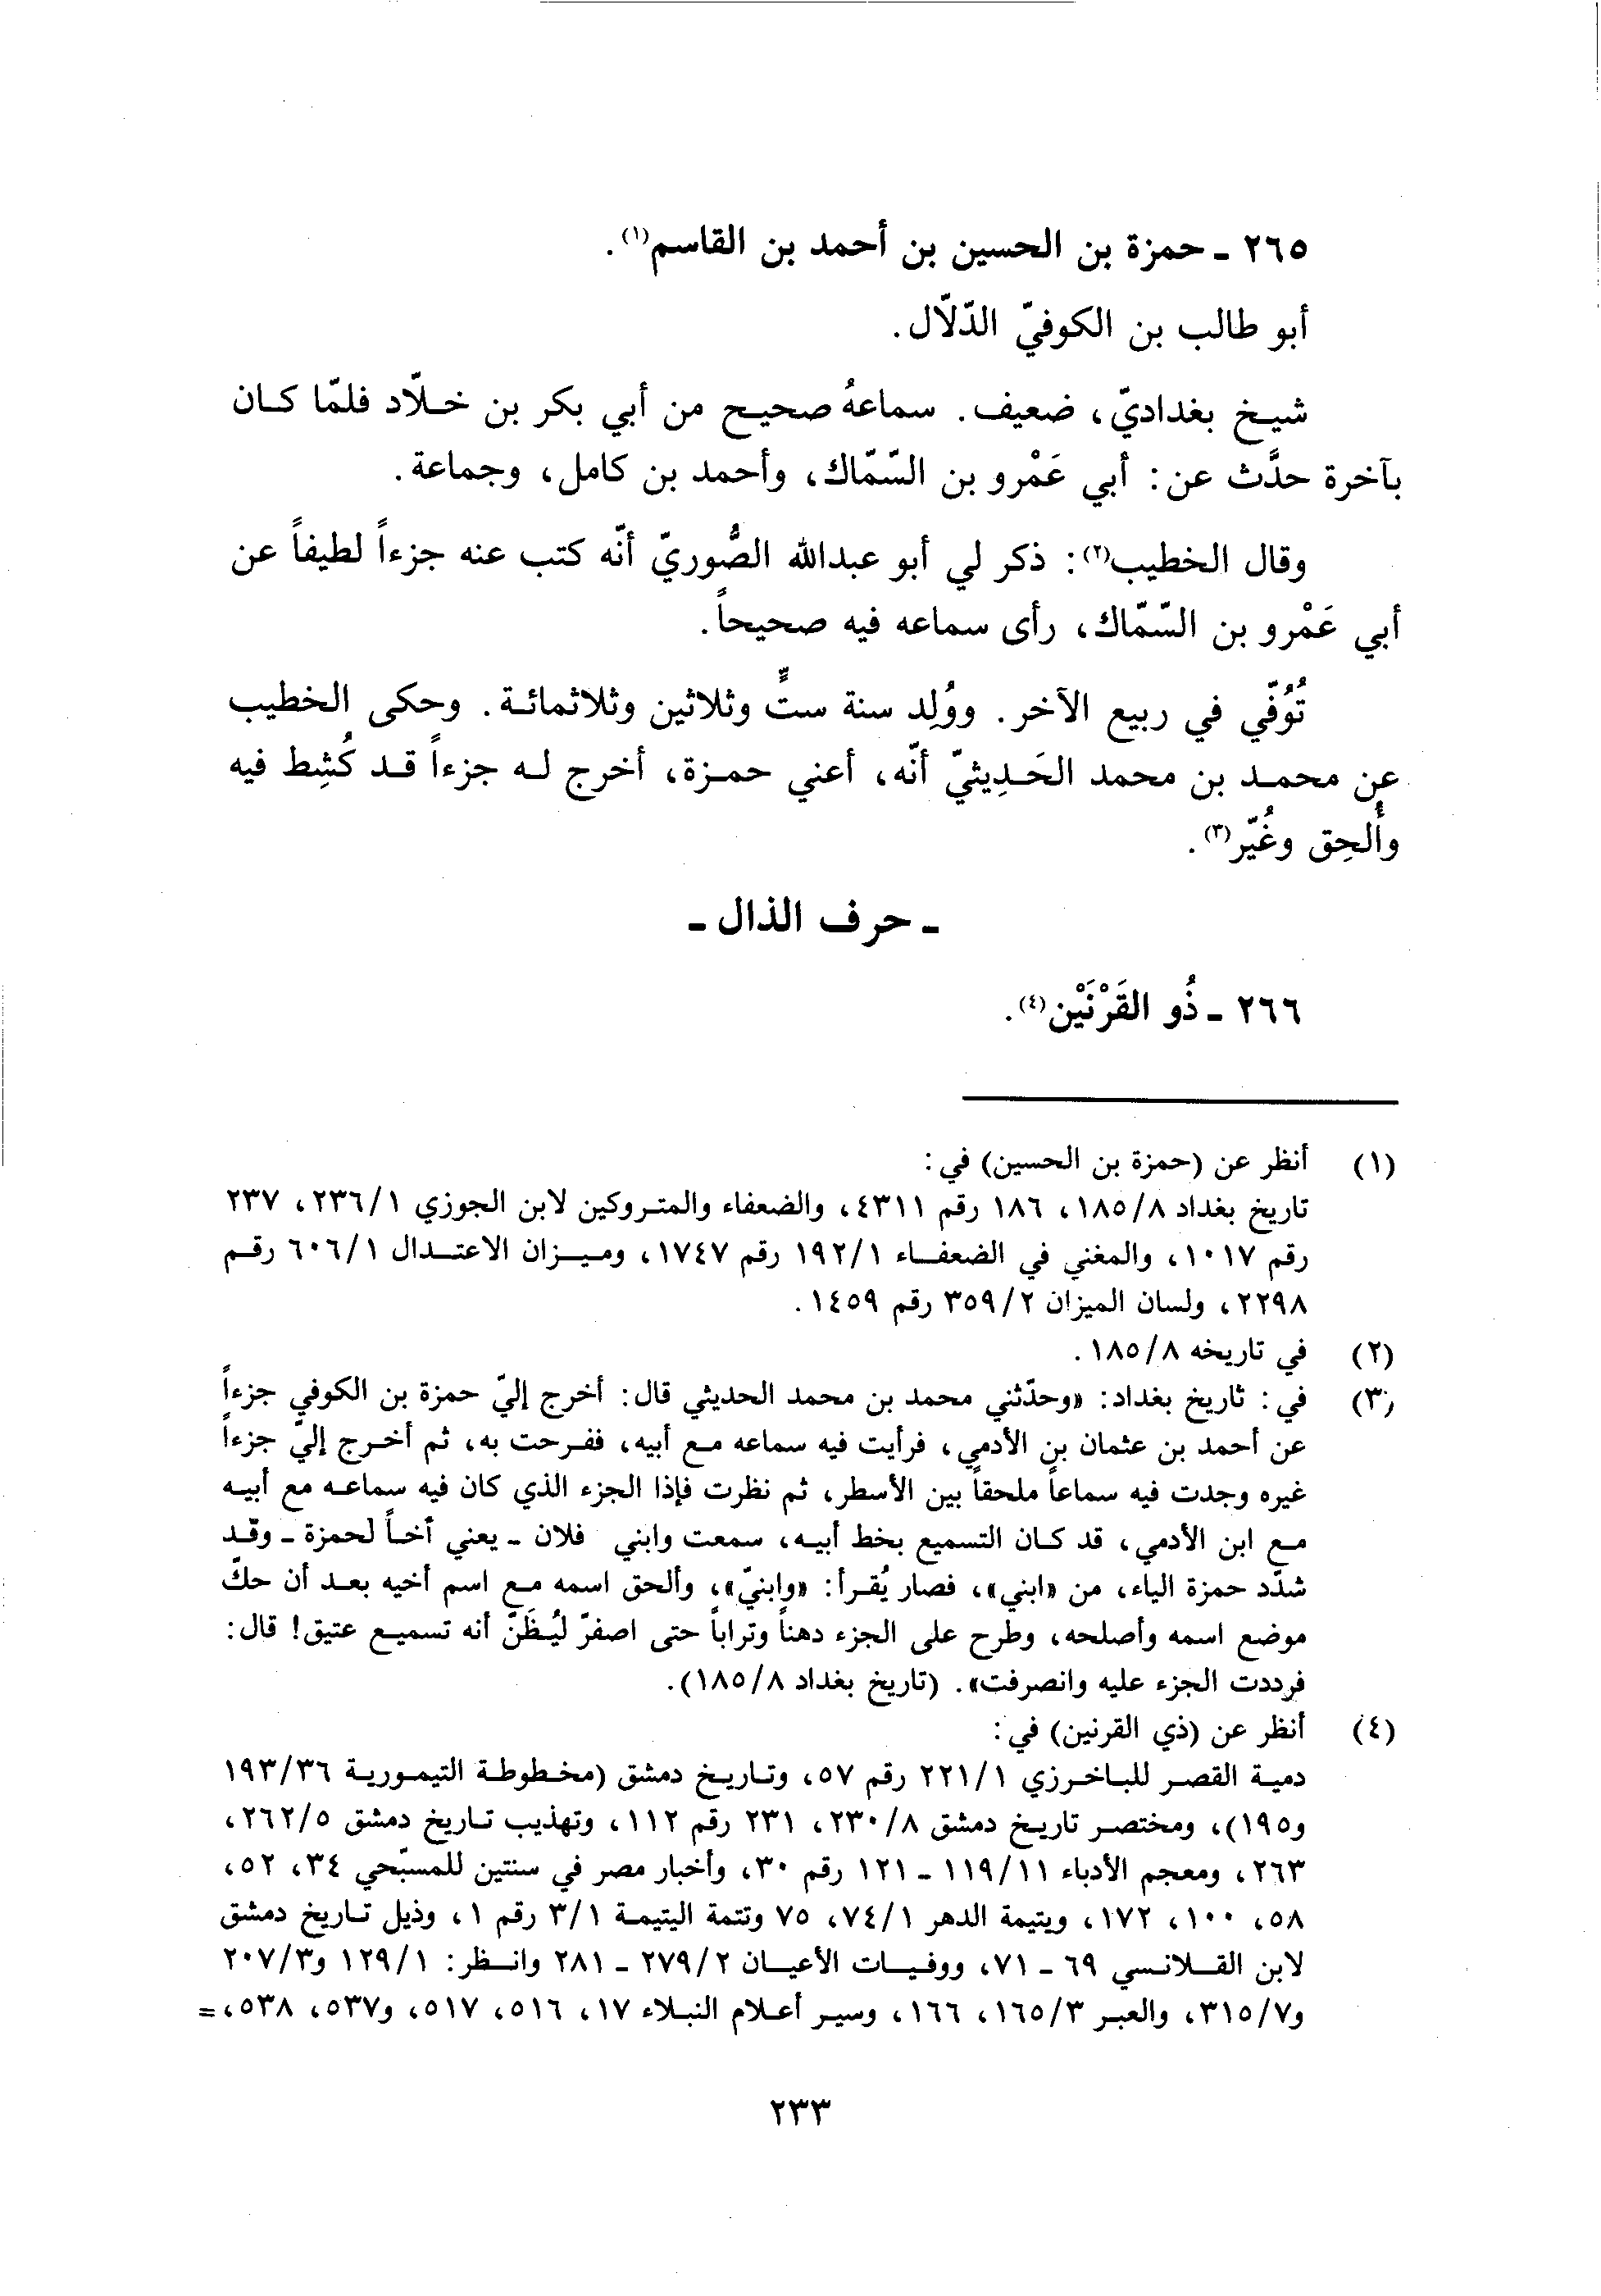 ٢٦٥ ـ حمزة بن الحسين بن أحمد بن القاسم(١).
أبو طالب بن الكوفيّ الدّلّال.
شيخ بغداديّ، ضعيف. سماعهُ صحيح من أبي بكر بن خلّاد فلمّا كان
بآخرة حدَّث عن: أبي عَمْرو بن السّمّاك، وأحمد بن كامل، وجماعة.
وقال الخطيب(٢): ذكر لي أبو عبدالله الصُّوريّ أنّه كتب عنه جزءاً لطيفاً عن
أبي عَمْرو بن السّمّاك، رأى سماعه فيه صحيحاً.
تُوُفّي في ربيع الآخر. ووُلِد سنة ستٍّ وثلاثين وثلاثمائة. وحكى الخطيب
عن محمد بن محمد الحَدِيثيّ أنّه، أعني حمزة، أخرج له جزءاً قد كُشِط فيه
وأُلحِق وغُيّر(٣).
ـ حرف الذال ـ
٢٦٦ ـ ذُو القَرْنَيْن(٤).
(١) أنظر عن (حمزة بن الحسين) في:
تاريخ بغداد ١٨٥/٨، ١٨٦ رقم ٤٣١١، والضعفاء والمتروكين لابن الجوزي ٢٣٦/١، ٢٣٧
رقم ١٠١٧، والمغني في الضعفاء ١٩٢/١ رقم ١٧٤٧، وميزان الاعتدال ٦٠٦/١ رقم
٢٢٩٨، ولسان الميزان ٣٥٩/٢ رقم ١٤٥٩.
(٢) في تاريخه ١٨٥/٨.
(٣) في: ثاريخ بغداد: «وحدّثني محمد بن محمد الحديثي قال: أخرج إليّ حمزة بن الكوفي جزءاً
عن أحمد بن عثمان بن الأدمي، فرأيت فيه سماعه مع أبيه، ففرحت به، ثم أخرج إليّ جزءاً
غيره وجدت فيه سماعاً ملحقاً بين الأسطر، ثم نظرت فإذا الجزء الذي كان فيه سماعه مع أبيه
مع ابن الأدمي، قد كان التسميع بخط أبيه، سمعت وابني فلان ـ يعني أخاً لحمزة ـ وقد
شدّد حمزة الياء، من «ابني»، فصار يُقرأ: «وابنيّ»، وألحق اسمه مع اسم أخيه بعد أن حكّ
موضع اسمه وأصلحه، وطرح على الجزء دهناً وتراباً حتى اصفرّ ليُظَنّ أنه تسميع عتيق! قال:
فرددت الجزء عليه وانصرفت». (تاريخ بغداد ١٨٥/٨).
(٤) أنظر عن (ذي القرنين) في:
دمية القصر للباخرزي ٢٢١/١ رقم ٥٧، وتاريخ دمشق (مخطوطة التيمورية ١٩٣/٣٦
و١٩٥)، ومختصر تاريخ دمشق ٢٣٠/٨، ٢٣١ رقم ١١٢، وتهذيب تاريخ دمشق ٢٦٢/٥،
٢٦٣، ومعجم الأدباء ١١٩/١١ ـ ١٢١ رقم ٣٠، وأخبار مصر في سنتين للمسبّحي ٣٤، ٥٢،
٥٨، ١٠٠، ١٧٢، ويتيمة الدهر ٧٤/١، ٧٥ وتتمة اليتيمة ٣/١ رقم ١، وذيل تاريخ دمشق
لابن القلانسي ٦٩ ـ ٧١، ووفيات الأعيان ٢٧٩/٢ ـ ٢٨١ وانظر: ١٢٩/١ و٢٠٧/٣
و٣١٥/٧، والعبر ١٦٥/٣، ١٦٦، وسير أعلام النبلاء ١٧، ٥١٦، ٥١٧، و٥٣٧، ٥٣٨، =
٢٣٣